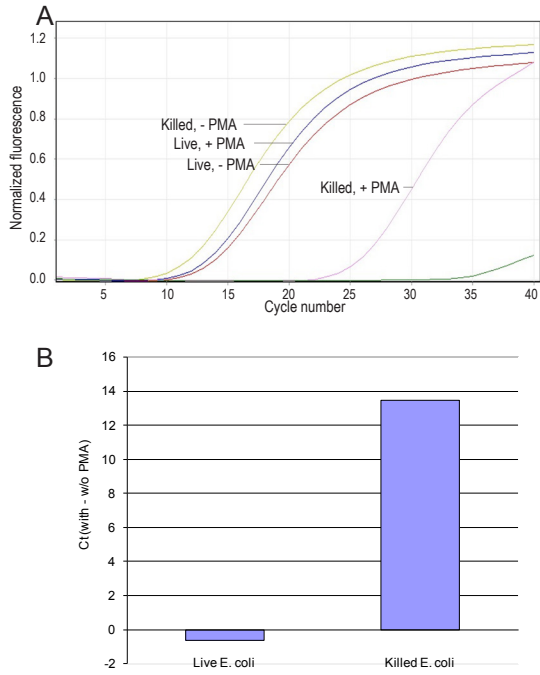 A
Normalized fluorescence
1.2
1.0
0.8
0.6
0.4
0.2
0.0
Killed, - PMA
Live, + PMA
Live, - PMA
Killed, + PMA
5
10
15
20
25
30
35
40
Cycle number
B
Ct (with - w/o PMA)
16
14
12
10
8
6
4
2
0
-2
Live E. coli
Killed E. coli